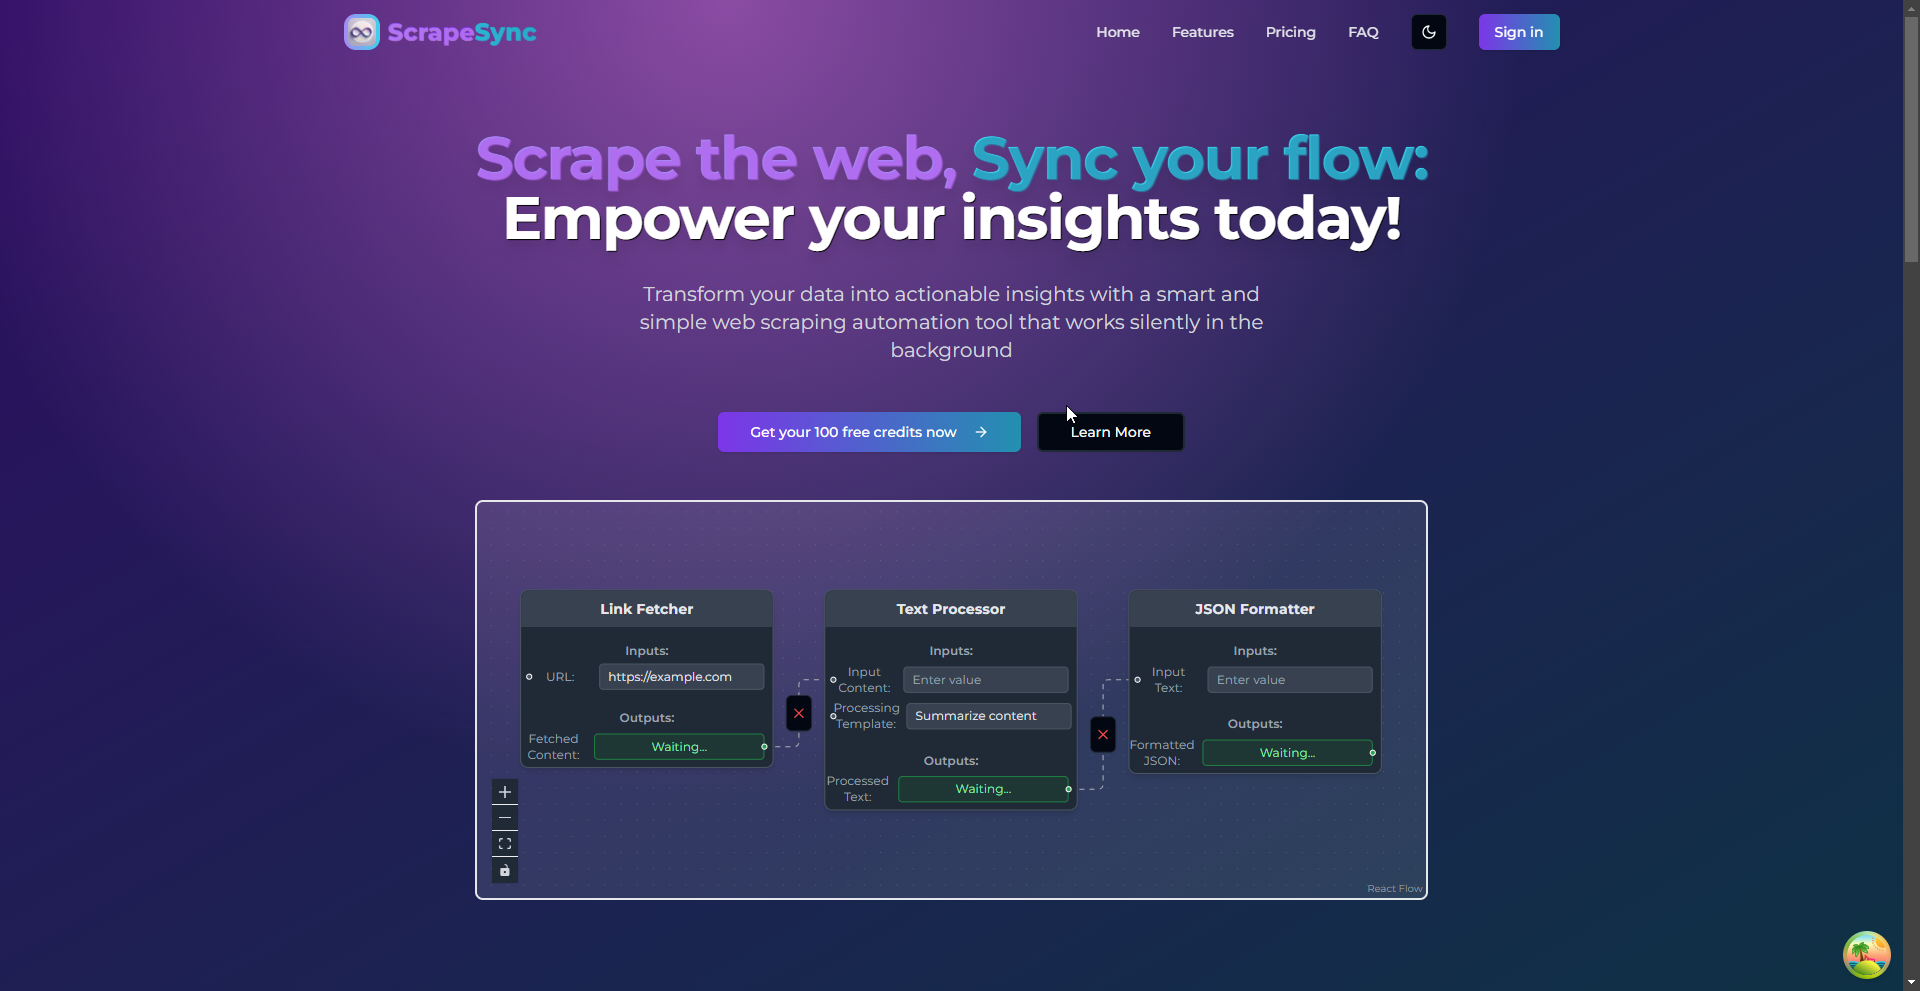 ScrapeSync
Home
Features
Pricing
FAQ
Sign in
Scrape the web, Sync your flow:
Empower your insights today!
Transform your data into actionable insights with a smart and
simple web scraping automation tool that works silently in the
background
Get your 100 free credits now
Learn More
Link Fetcher
Inputs:
URL:
https://example.com
Outputs:
Fetched
Content:
Waiting...
Text Processor
Inputs:
Input
Content:
Enter value
Processing
Template:
Summarize content
Outputs:
Processed
Text:
Waiting...
JSON Formatter
Inputs:
Input
Text:
Enter value
Outputs:
Formatted
JSON:
Waiting...
React Flow